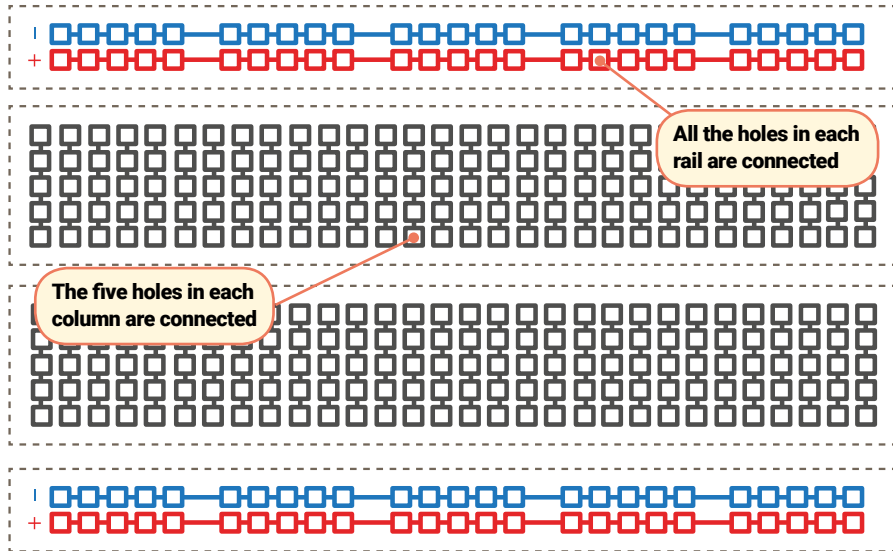 –
+
All the holes in each
rail are connected
The five holes in each
column are connected
–
+